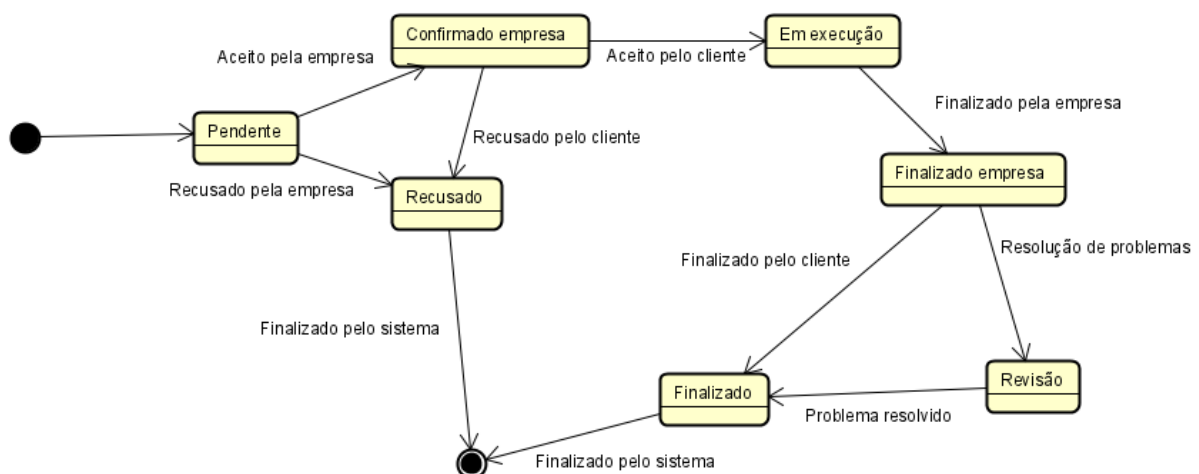 Confirmado empresa
Em execução
Aceito pela empresa
Aceito pelo cliente
Finalizado pela empresa
Pendente
Recusado pelo cliente
Finalizado empresa
Recusado pela empresa
Recusado
Resolução de problemas
Finalizado pelo cliente
Finalizado pelo sistema
Revisão
Finalizado
Problema resolvido
Finalizado pelo sistema